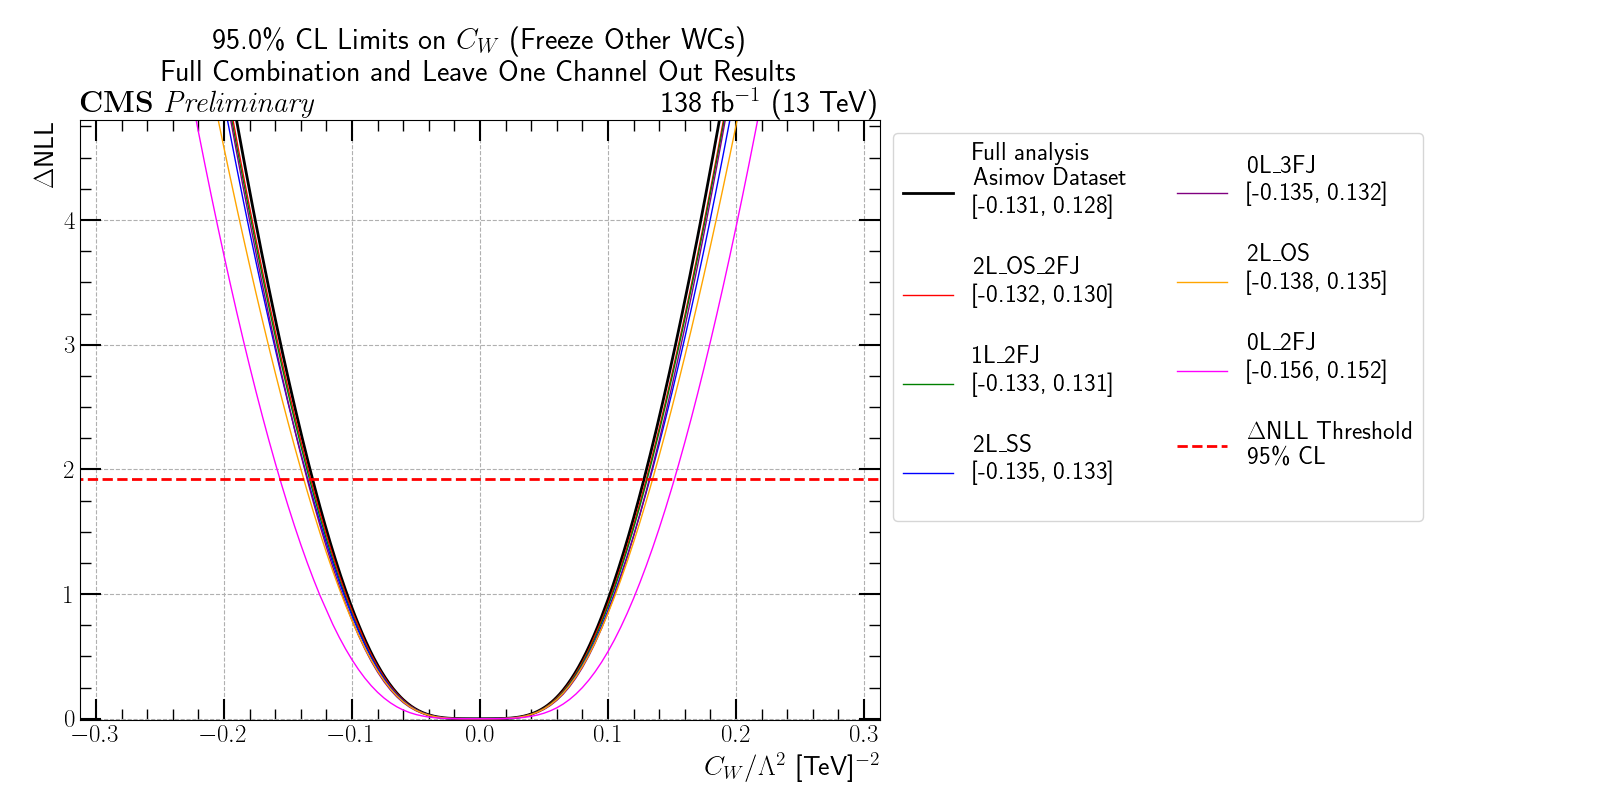 95.0% CL Limits on C_W (Freeze Other WCs)
Full Combination and Leave One Channel Out Results
CMS Preliminary
138 fb⁻¹ (13 TeV)
ΔNLL
4
3
2
1
0
−0.3
−0.2
−0.1
0.0
0.1
0.2
0.3
C_W/Λ² [TeV]⁻²
Full analysis
Asimov Dataset
[-0.131, 0.128]
2L_OS_2FJ
[-0.132, 0.130]
1L_2FJ
[-0.133, 0.131]
2L_SS
[-0.135, 0.133]
0L_3FJ
[-0.135, 0.132]
2L_OS
[-0.138, 0.135]
0L_2FJ
[-0.156, 0.152]
ΔNLL Threshold
95% CL